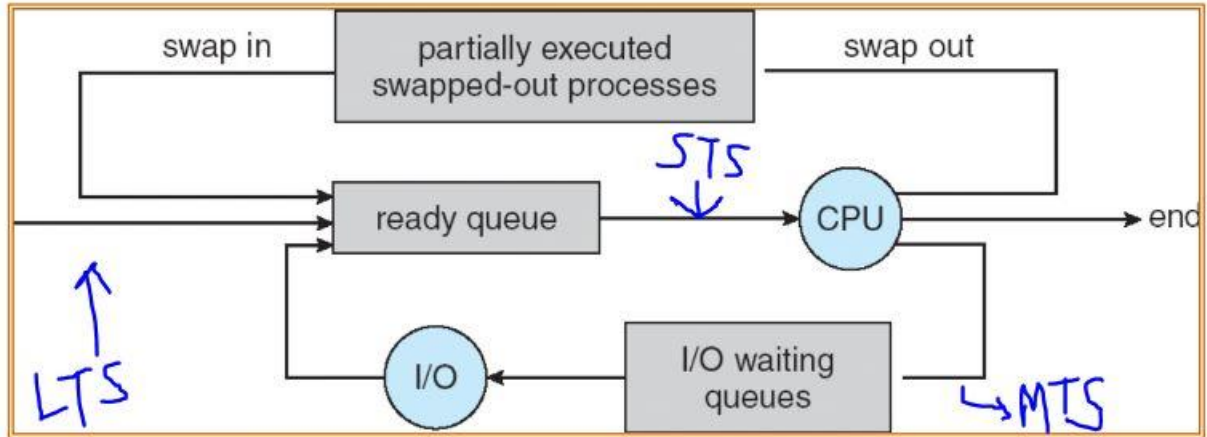 swap in
partially executed
swapped-out processes
swap out
STS
ready queue
CPU
end
LTS
I/O
I/O waiting
queues
MTS